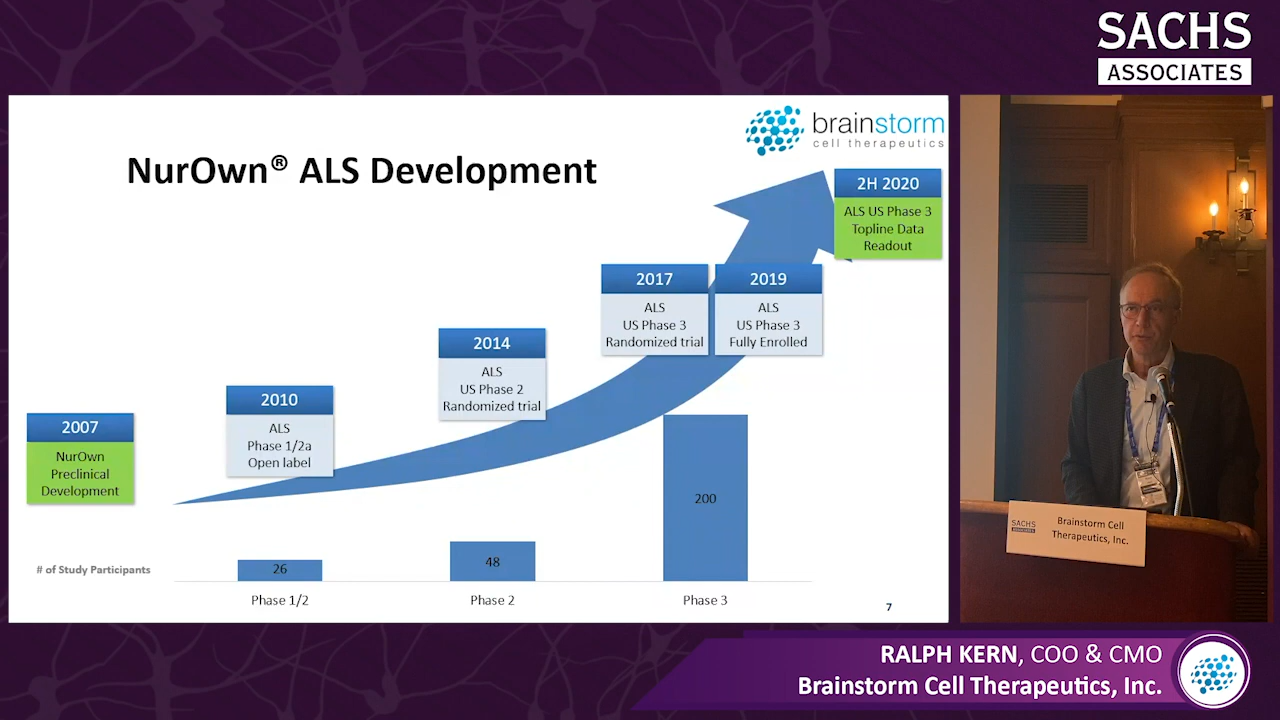 SACHS
ASSOCIATES
brainstorm
cell therapeutics
NurOwn® ALS Development
2H 2020
ALS US Phase 3
Topline Data
Readout
2017
ALS
US Phase 3
Randomized trial
2019
ALS
US Phase 3
Fully Enrolled
2014
ALS
US Phase 2
Randomized trial
2010
ALS
Phase 1/2a
Open label
2007
NurOwn
Preclinical
Development
# of Study Participants
26
48
200
Phase 1/2
Phase 2
Phase 3
7
SACHS
ASSOCIATES
Brainstorm Cell
Therapeutics, Inc.
RALPH KERN, COO & CMO
Brainstorm Cell Therapeutics, Inc.